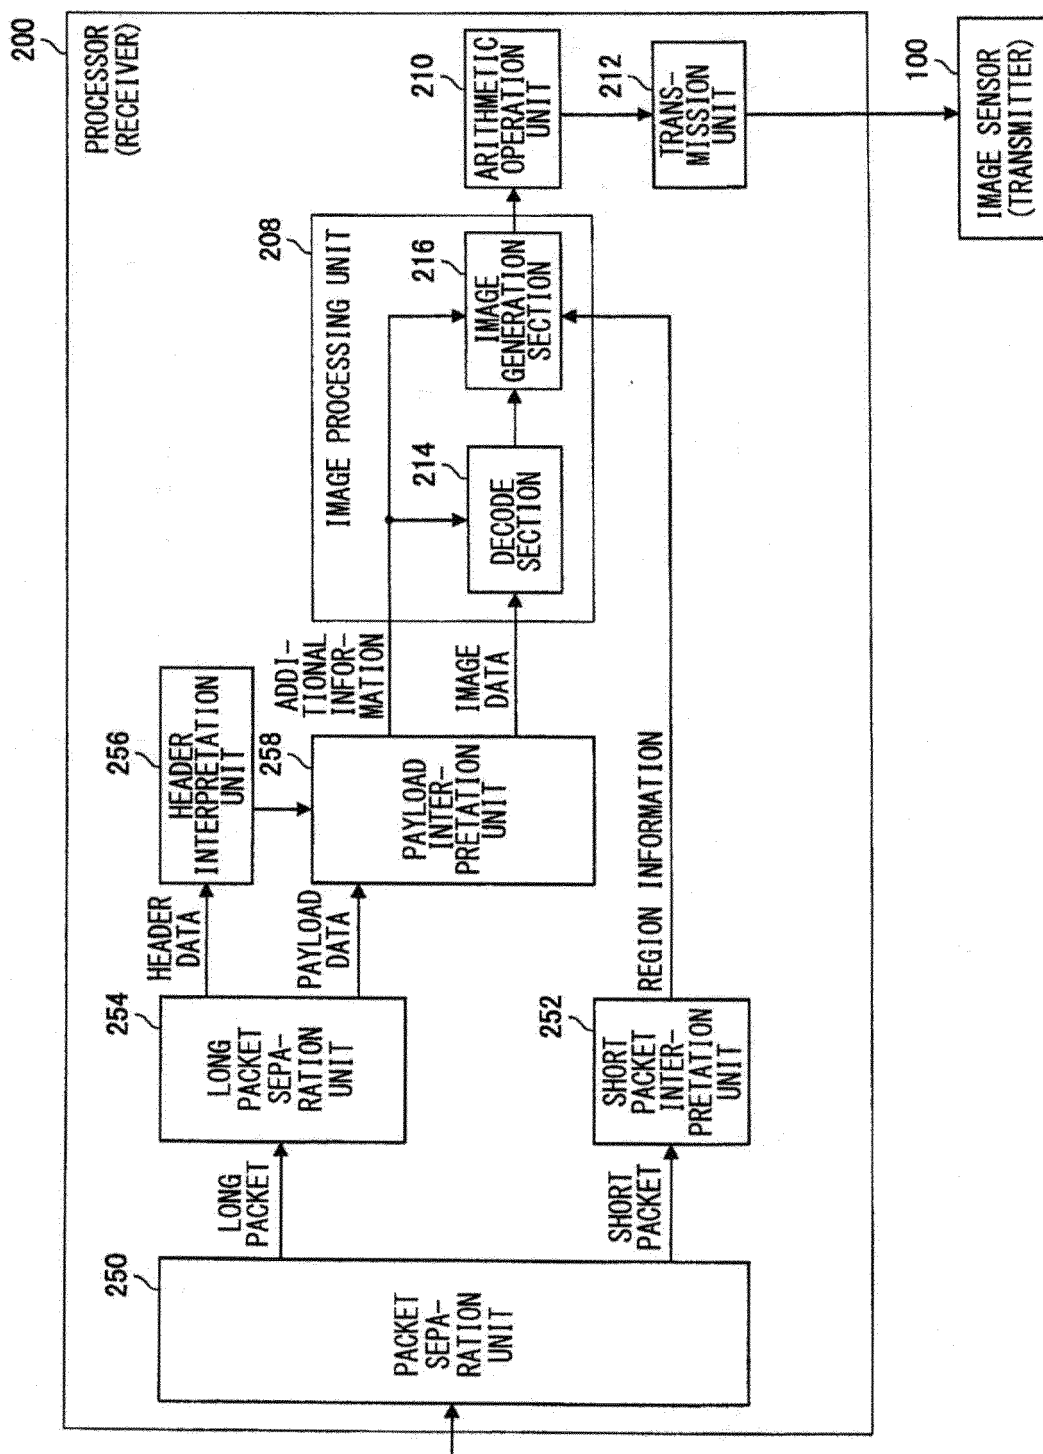 200
PROCESSOR
(RECEIVER)
250
PACKET
SEPA-
RATION
UNIT
LONG
PACKET
SHORT
PACKET
254
LONG
PACKET
SEPA-
RATION
UNIT
252
SHORT
PACKET
INTER-
PRETATION
UNIT
HEADER
DATA
PAYLOAD
DATA
REGION INFORMATION
256
HEADER
INTERPRETATION
UNIT
258
PAYLOAD
INTER-
PRETATION
UNIT
ADDI-
TIONAL
INFOR-
MATION
IMAGE
DATA
208
IMAGE PROCESSING UNIT
214
DECODE
SECTION
216
IMAGE
GENERATION
SECTION
210
ARITHMETIC
OPERATION
UNIT
212
TRANS-
MISSION
UNIT
100
IMAGE SENSOR
(TRANSMITTER)